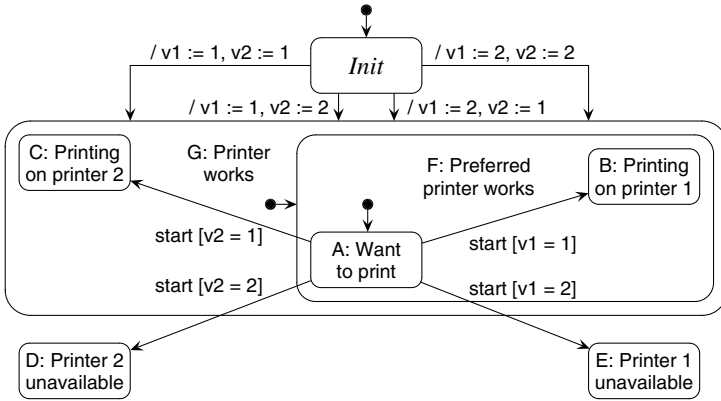 / v1 := 1, v2 := 1
Init
/ v1 := 2, v2 := 2
/ v1 := 1, v2 := 2
/ v1 := 2, v2 := 1
C: Printing
on printer 2
G: Printer
works
F: Preferred
printer works
B: Printing
on printer 1
start [v2 = 1]
A: Want
to print
start [v1 = 1]
start [v2 = 2]
start [v1 = 2]
D: Printer 2
unavailable
E: Printer 1
unavailable